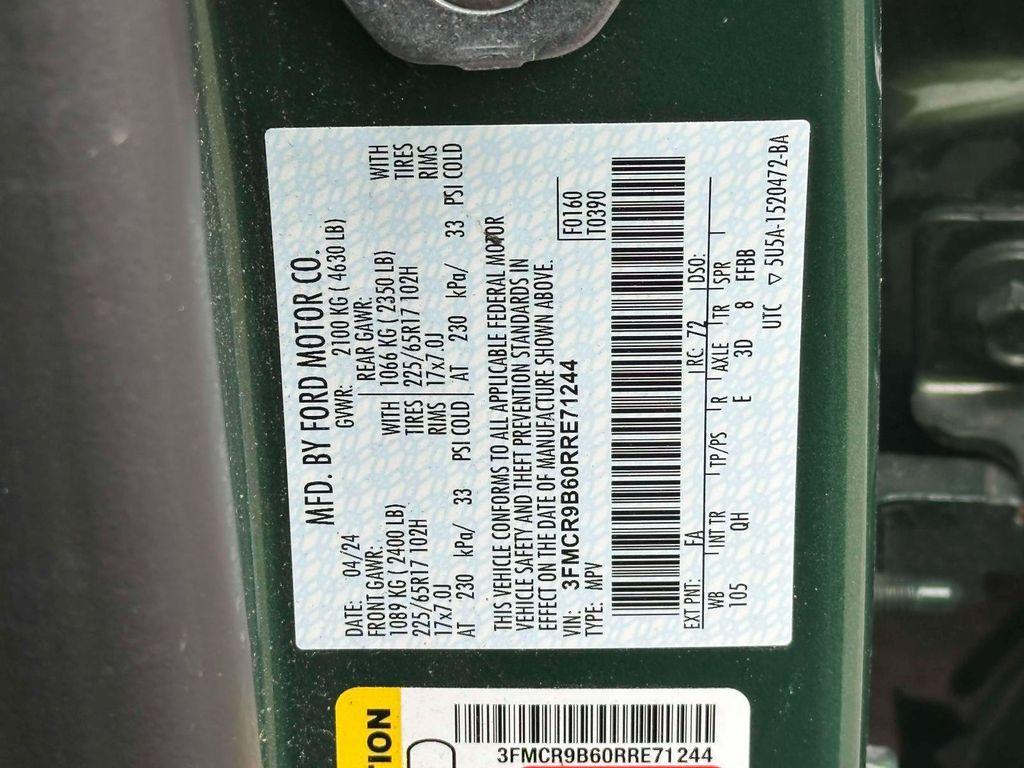 MFD. BY FORD MOTOR CO.
DATE: 04/24 GVWR: 2100 KG ( 4630 LB)
FRONT GAWR: REAR GAWR:
1089 KG ( 2400 LB) WITH 1066 KG ( 2350 LB) WITH
225/65R17 102H TIRES 225/65R17 102H TIRES
17x7.0J RIMS 17x7.0J RIMS
AT 230 kPa/ 33 PSI COLD AT 230 kPa/ 33 PSI COLD
THIS VEHICLE CONFORMS TO ALL APPLICABLE FEDERAL MOTOR
VEHICLE SAFETY AND THEFT PREVENTION STANDARDS IN
EFFECT ON THE DATE OF MANUFACTURE SHOWN ABOVE.
VIN: 3FMCR9B60RRE71244 F0160
TYPE: MPV T0390
EXT PNT: FA RC: 72 DSO:
WB INT TR TP/PS R AXLE TR SPR
105 QH E 3D 8 FFBB
UTC ▽ 5U5A-1520472-BA
TION
3FMCR9B60RRE71244